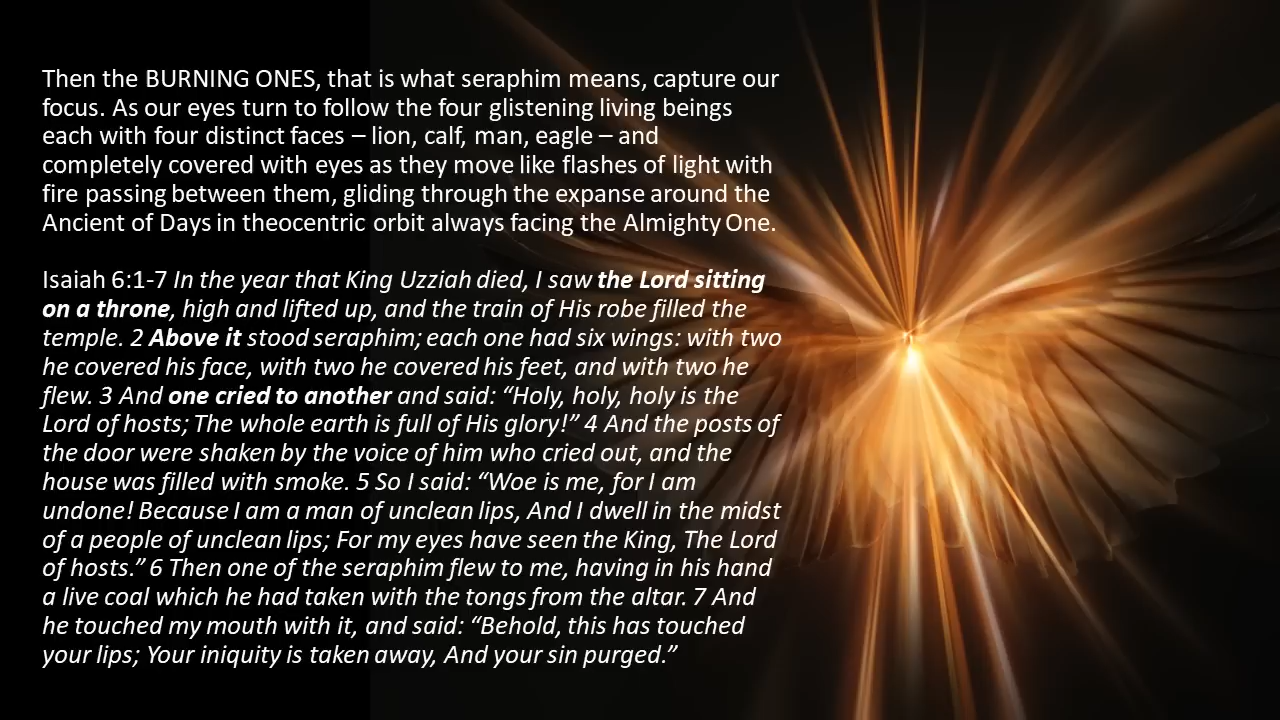 Then the BURNING ONES, that is what seraphim means, capture our
focus. As our eyes turn to follow the four glistening living beings
each with four distinct faces – lion, calf, man, eagle – and
completely covered with eyes as they move like flashes of light with
fire passing between them, gliding through the expanse around the
Ancient of Days in theocentric orbit always facing the Almighty One.
Isaiah 6:1-7 In the year that King Uzziah died, I saw the Lord sitting
on a throne, high and lifted up, and the train of His robe filled the
temple. 2 Above it stood seraphim; each one had six wings: with two
he covered his face, with two he covered his feet, and with two he
flew. 3 And one cried to another and said: “Holy, holy, holy is the
Lord of hosts; The whole earth is full of His glory!” 4 And the posts of
the door were shaken by the voice of him who cried out, and the
house was filled with smoke. 5 So I said: “Woe is me, for I am
undone! Because I am a man of unclean lips, And I dwell in the midst
of a people of unclean lips; For my eyes have seen the King, The Lord
of hosts.” 6 Then one of the seraphim flew to me, having in his hand
a live coal which he had taken with the tongs from the altar. 7 And
he touched my mouth with it, and said: “Behold, this has touched
your lips; Your iniquity is taken away, And your sin purged.”